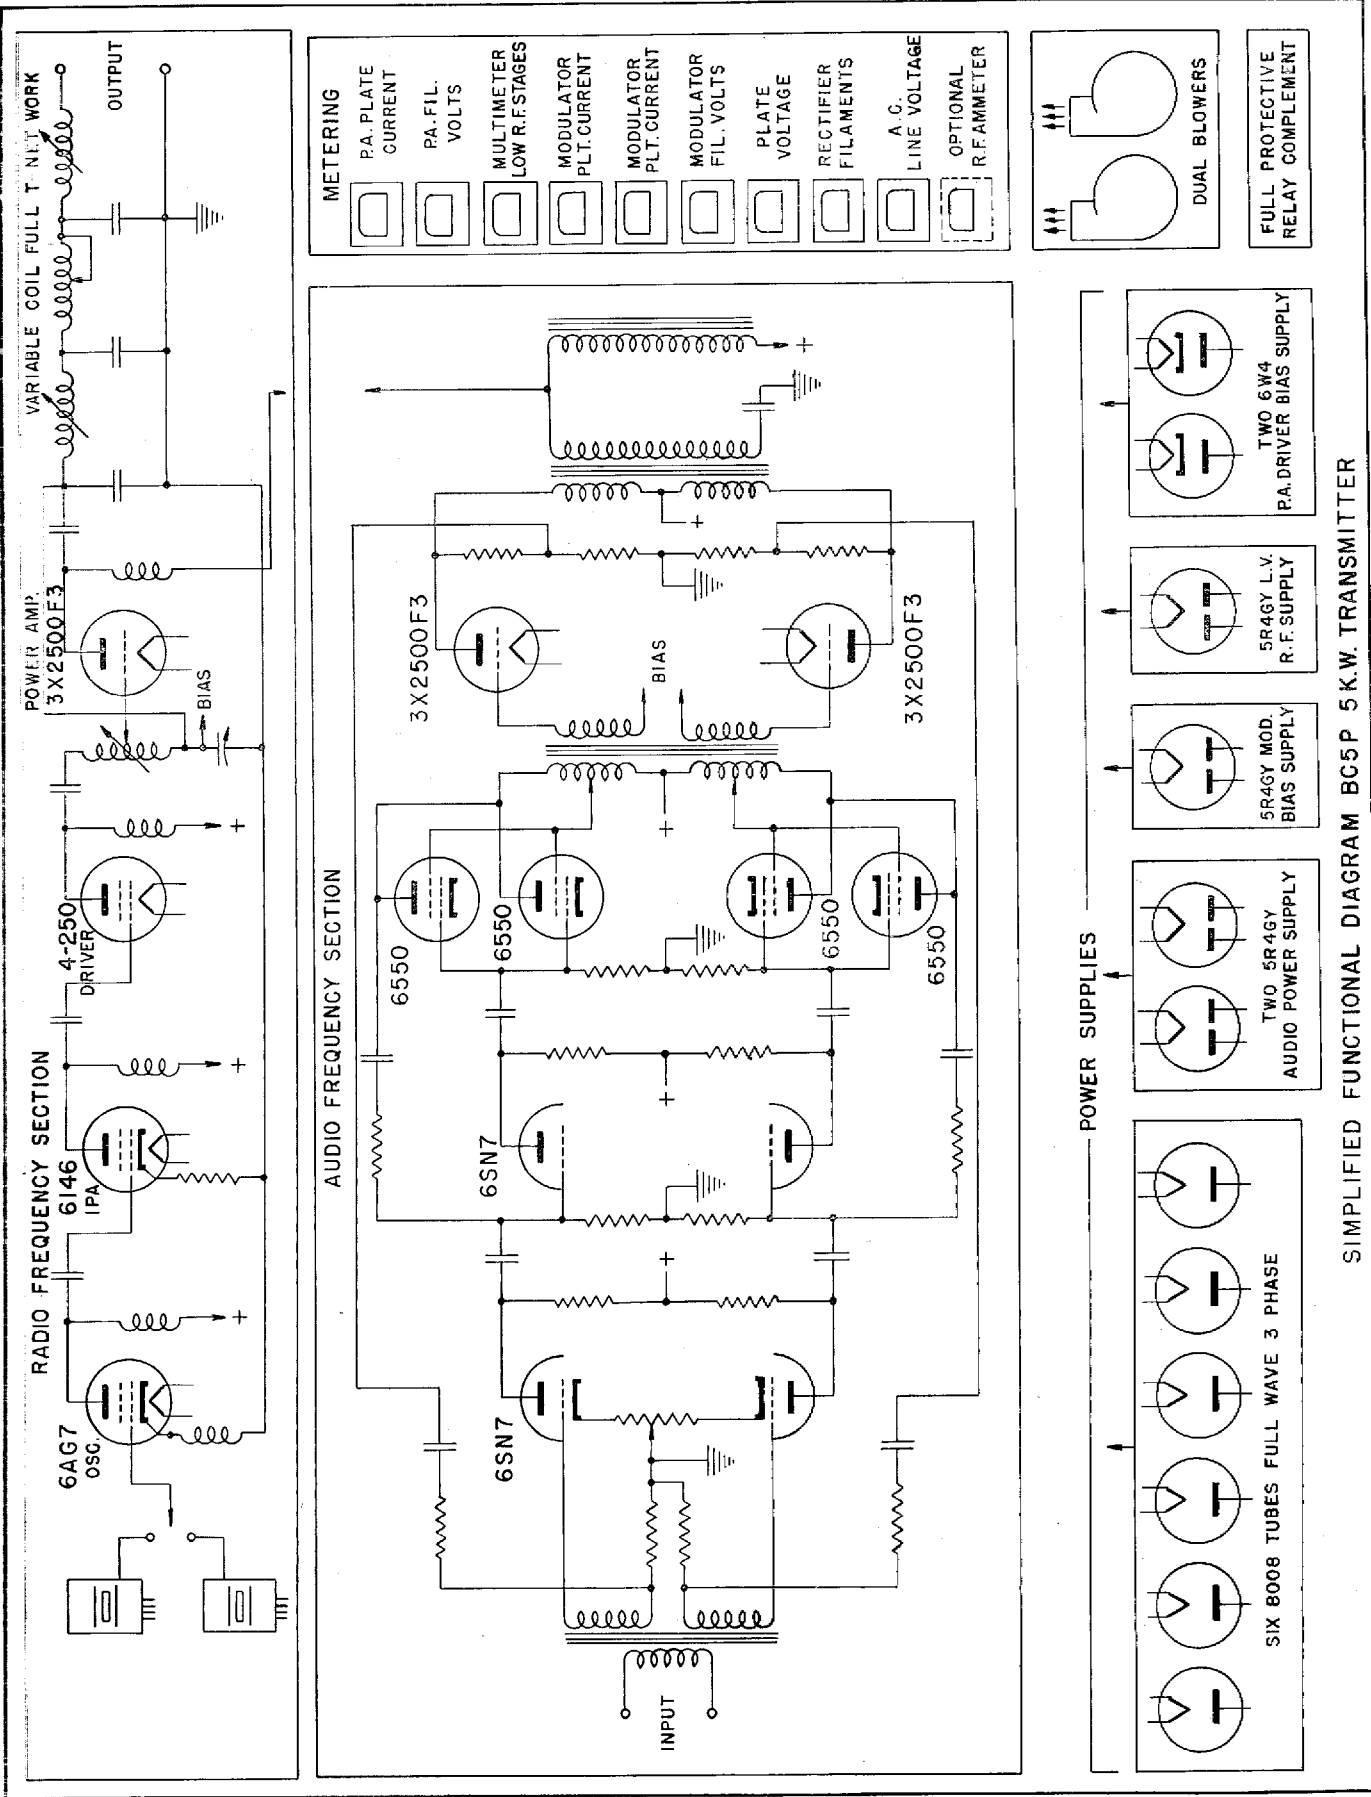 RADIO FREQUENCY SECTION
6AG7
OSC.
6146
IPA
4-250
DRIVER
POWER AMP.
3X2500F3
BIAS
VARIABLE COIL FULL T NET WORK
OUTPUT
+
+
+
AUDIO FREQUENCY SECTION
INPUT
6SN7
6SN7
6550
6550
6550
6550
3X2500F3
3X2500F3
BIAS
+
+
+
+
+
METERING
P.A. PLATE
CURRENT
P.A. FIL.
VOLTS
MULTIMETER
LOW R.F. STAGES
MODULATOR
PLT. CURRENT
MODULATOR
PLT. CURRENT
MODULATOR
FIL. VOLTS
PLATE
VOLTAGE
RECTIFIER
FILAMENTS
A.C.
LINE VOLTAGE
OPTIONAL
R.F. AMMETER
POWER SUPPLIES
SIX 8008 TUBES FULL WAVE 3 PHASE
TWO 5R4GY
AUDIO POWER SUPPLY
5R4GY MOD.
BIAS SUPPLY
5R4GY L.V.
R.F. SUPPLY
TWO 6W4
P.A. DRIVER BIAS SUPPLY
DUAL BLOWERS
FULL PROTECTIVE
RELAY COMPLEMENT
SIMPLIFIED FUNCTIONAL DIAGRAM BC5P 5 K.W. TRANSMITTER